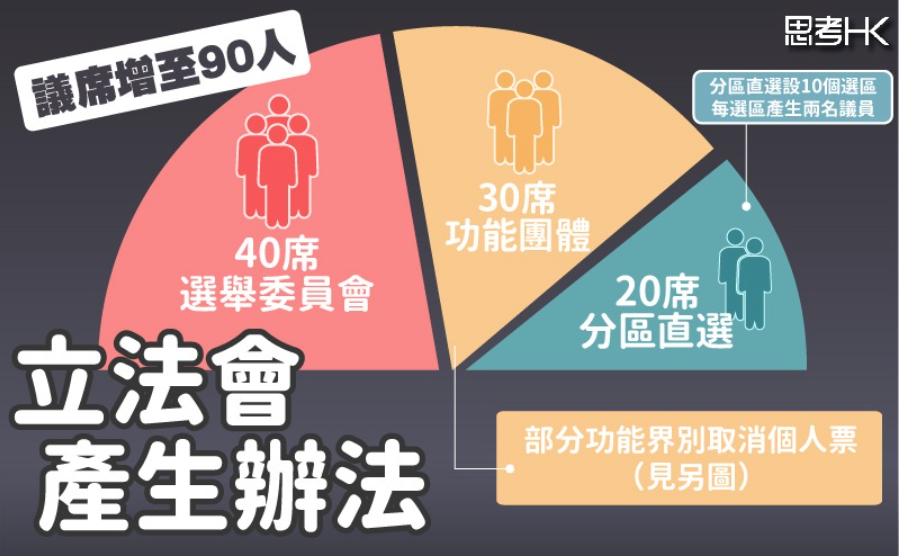 思考HK
議席增至90人
分區直選設10個選區
每選區產生兩名議員
40席
選舉委員會
30席
功能團體
20席
分區直選
立法會
產生辦法
部分功能界別取消個人票
（見另圖）